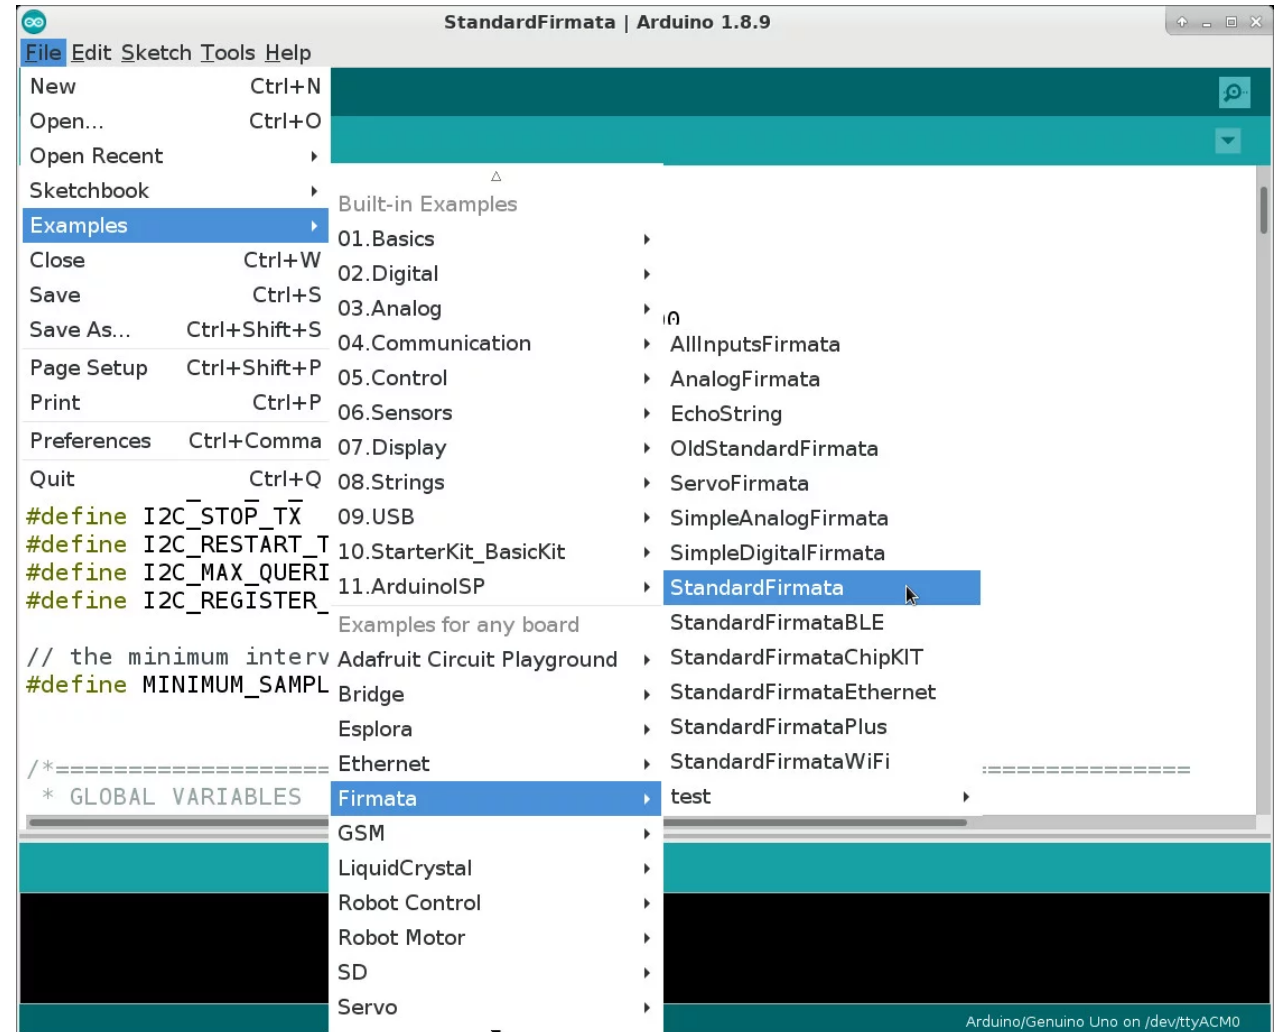 StandardFirmata | Arduino 1.8.9
File Edit Sketch Tools Help
New Ctrl+N
Open... Ctrl+O
Open Recent
Sketchbook
Examples
Close Ctrl+W
Save Ctrl+S
Save As... Ctrl+Shift+S
Page Setup Ctrl+Shift+P
Print Ctrl+P
Preferences Ctrl+Comma
Quit Ctrl+Q
Built-in Examples
01.Basics
02.Digital
03.Analog
04.Communication
05.Control
06.Sensors
07.Display
08.Strings
09.USB
10.StarterKit_BasicKit
11.ArduinoISP
Examples for any board
Adafruit Circuit Playground
Bridge
Esplora
Ethernet
Firmata
GSM
LiquidCrystal
Robot Control
Robot Motor
SD
Servo
AllInputsFirmata
AnalogFirmata
EchoString
OldStandardFirmata
ServoFirmata
SimpleAnalogFirmata
SimpleDigitalFirmata
StandardFirmata
StandardFirmataBLE
StandardFirmataChipKIT
StandardFirmataEthernet
StandardFirmataPlus
StandardFirmataWiFi
test
#define I2C_STOP_TX
#define I2C_RESTART_T
#define I2C_MAX_QUERI
#define I2C_REGISTER_
// the minimum interv
#define MINIMUM_SAMPL
/*=====================
* GLOBAL VARIABLES
Arduino/Genuino Uno on /dev/ttyACM0